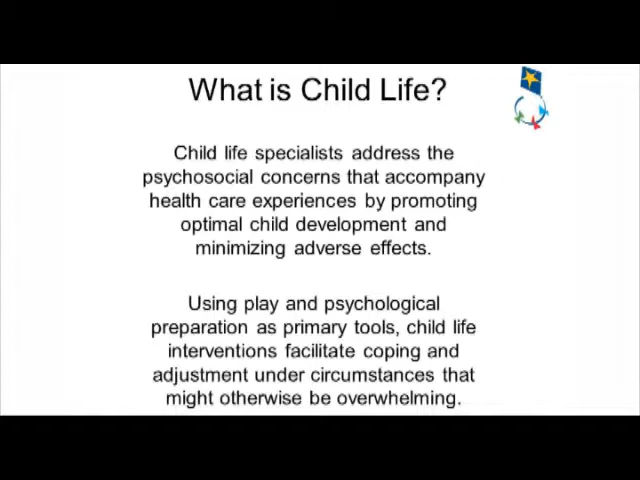 What is Child Life?
Child life specialists address the
psychosocial concerns that accompany
health care experiences by promoting
optimal child development and
minimizing adverse effects.
Using play and psychological
preparation as primary tools, child life
interventions facilitate coping and
adjustment under circumstances that
might otherwise be overwhelming.